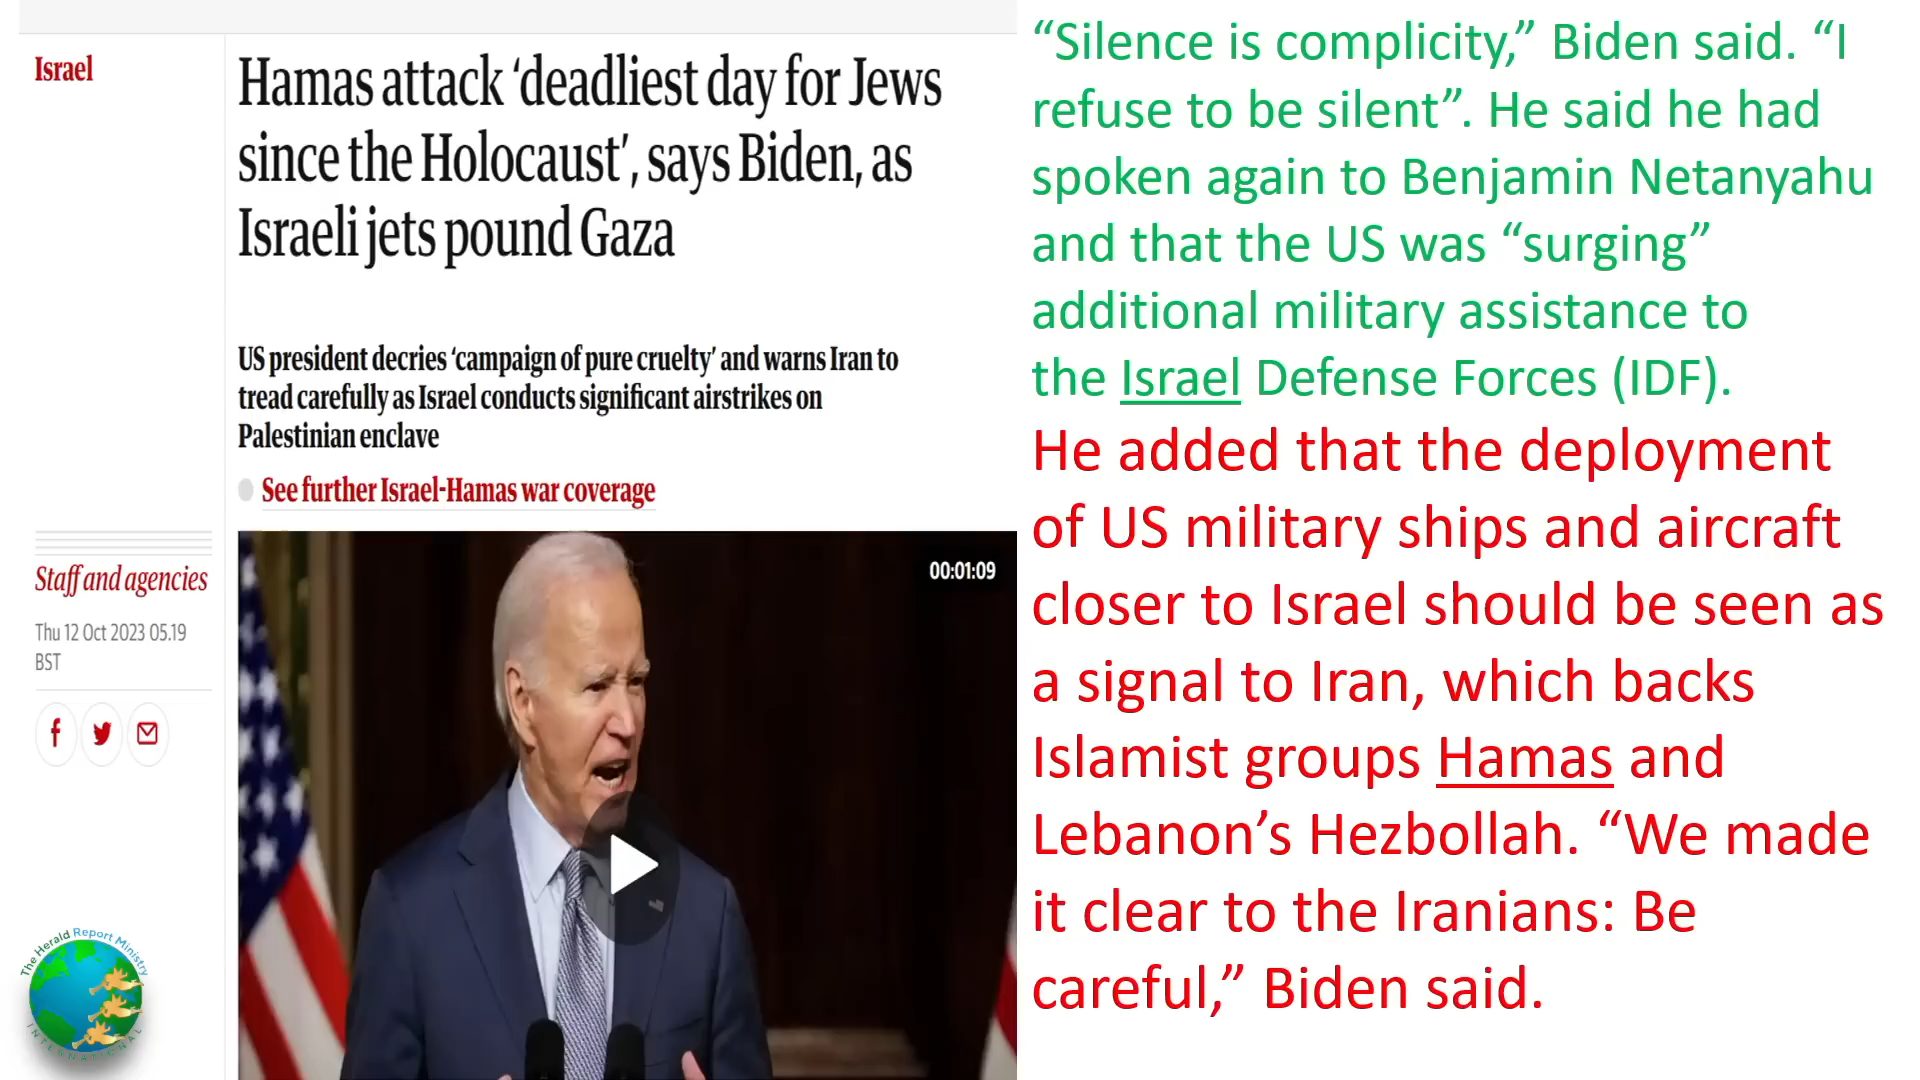 Israel
Hamas attack ‘deadliest day for Jews
since the Holocaust’, says Biden, as
Israeli jets pound Gaza
US president decries ‘campaign of pure cruelty’ and warns Iran to
tread carefully as Israel conducts significant airstrikes on
Palestinian enclave
See further Israel-Hamas war coverage
Staff and agencies
Thu 12 Oct 2023 05.19
BST
00:01:09
The Herald Report Ministry
INTERNATIONAL
“Silence is complicity,” Biden said. “I
refuse to be silent”. He said he had
spoken again to Benjamin Netanyahu
and that the US was “surging”
additional military assistance to
the Israel Defense Forces (IDF).
He added that the deployment
of US military ships and aircraft
closer to Israel should be seen as
a signal to Iran, which backs
Islamist groups Hamas and
Lebanon’s Hezbollah. “We made
it clear to the Iranians: Be
careful,” Biden said.